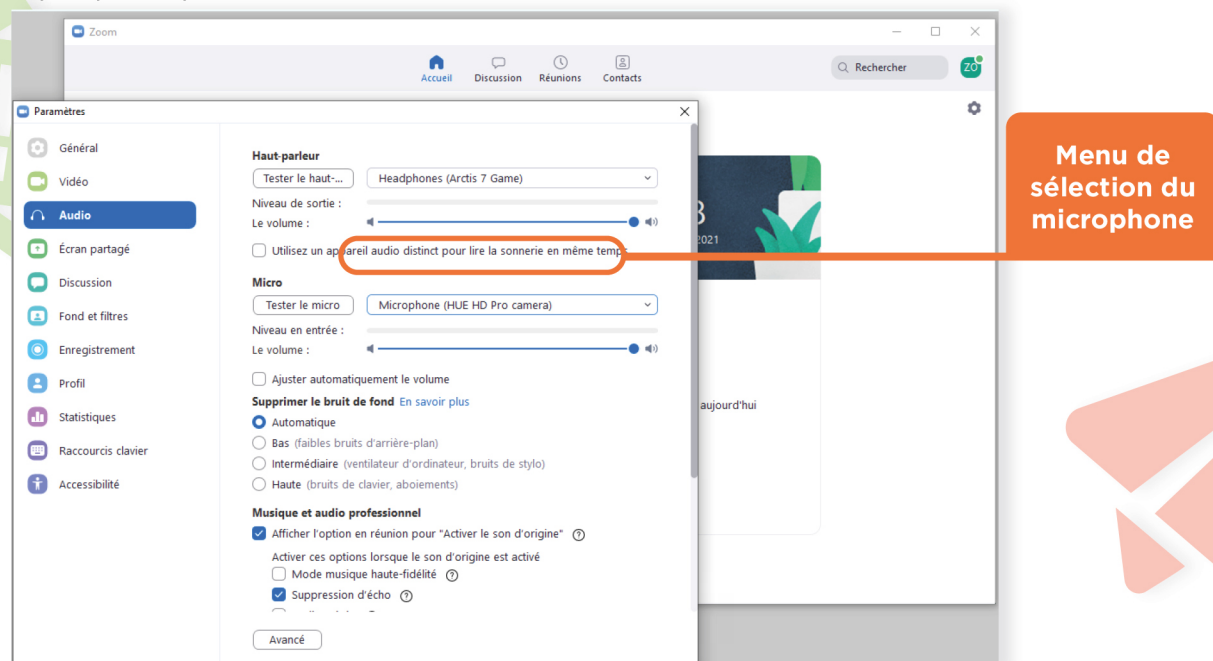 Zoom
Accueil
Discussion
Réunions
Contacts
Rechercher
ZO
Paramètres
Général
Vidéo
Audio
Écran partagé
Discussion
Fond et filtres
Enregistrement
Profil
Statistiques
Raccourcis clavier
Accessibilité
Haut-parleur
Tester le haut-...
Headphones (Arctis 7 Game)
Niveau de sortie :
Le volume :
Utilisez un appareil audio distinct pour lire la sonnerie en même temps
Micro
Tester le micro
Microphone (HUE HD Pro camera)
Niveau en entrée :
Le volume :
Ajuster automatiquement le volume
Supprimer le bruit de fond En savoir plus
Automatique
Bas (faibles bruits d'arrière-plan)
Intermédiaire (ventilateur d'ordinateur, bruits de stylo)
Haute (bruits de clavier, aboiements)
Musique et audio professionnel
Afficher l'option en réunion pour "Activer le son d'origine"
Activer ces options lorsque le son d'origine est activé
Mode musique haute-fidélité
Suppression d'écho
Avancé
2021
aujourd'hui
Menu de
sélection du
microphone